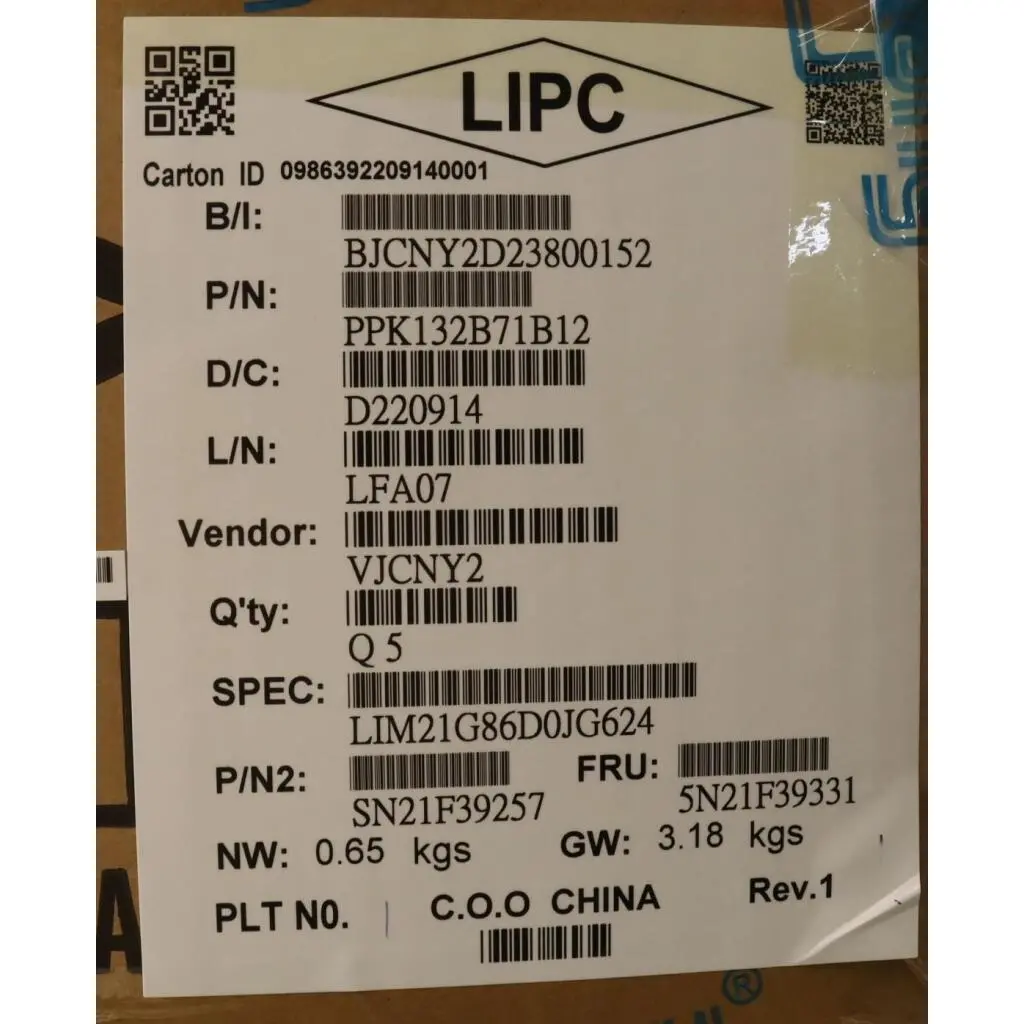 LIPC
Carton ID 0986392209140001
B/I:
BJCNY2D23800152
P/N:
PPK132B71B12
D/C:
D220914
L/N:
LFA07
Vendor:
VJCNY2
Q'ty:
Q 5
SPEC:
LIM21G86D0JG624
P/N2:
SN21F39257
FRU:
5N21F39331
NW: 0.65 kgs
GW: 3.18 kgs
PLT N0.
C.O.O CHINA
Rev.1
®